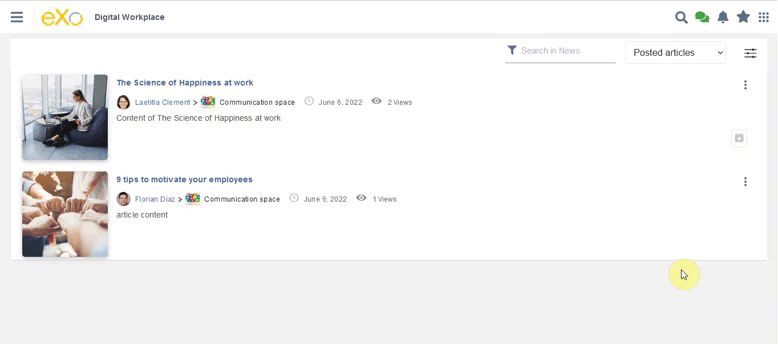 eXo Digital Workplace
Search in News
Posted articles
The Science of Happiness at work
Laetitia Clement > Communication space June 6, 2022 2 Views
Content of The Science of Happiness at work
9 tips to motivate your employees
Florian Diaz > Communication space June 6, 2022 1 Views
article content